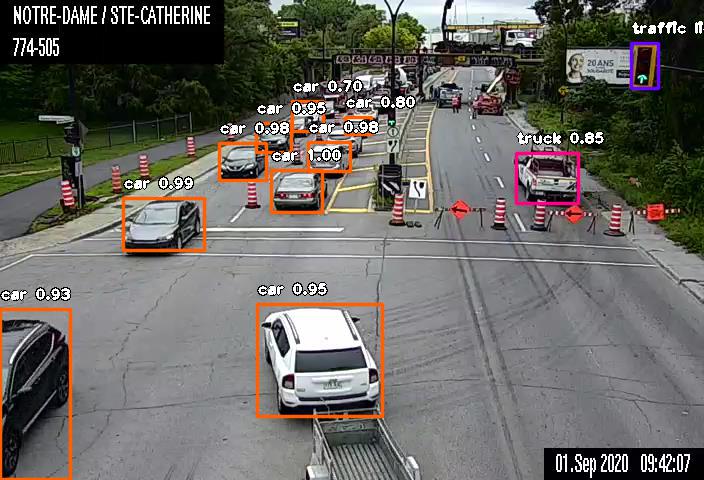 NOTRE-DAME / STE-CATHERINE
774-505
traffic li
20 ANS
car 0.70
car 0.95
car 0.80
car 0.98
car 0.98
truck 0.85
car 1.00
car 0.99
car 0.93
car 0.95
01.Sep 2020 09:42:07